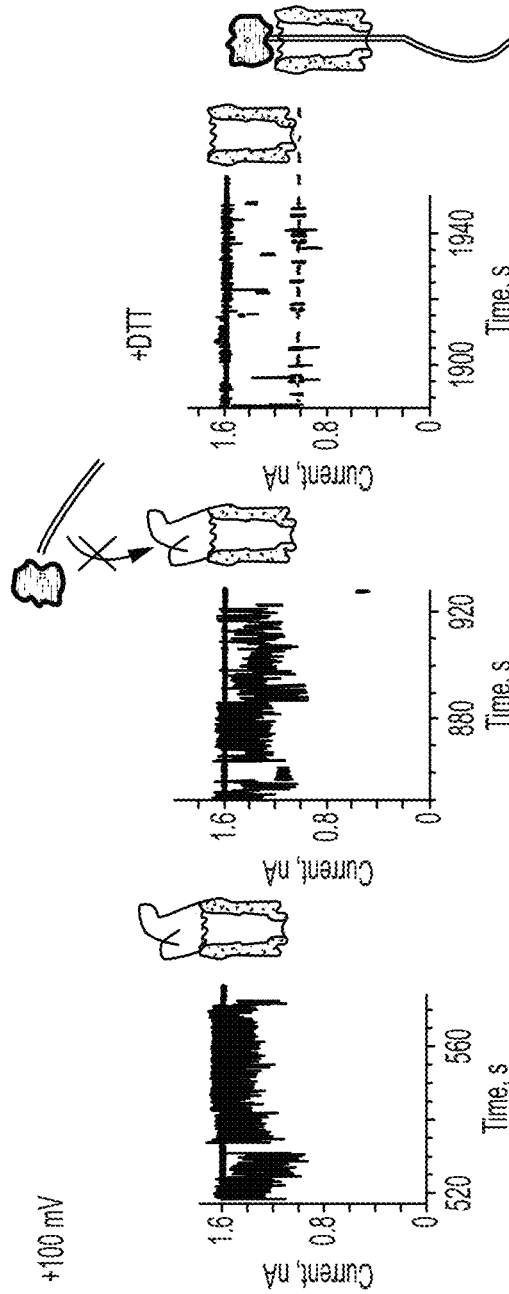 +100 mV
Current, nA
1.6
0.8
0
520
560
Time, s
Current, nA
1.6
0.8
0
880
920
Time, s
+DTT
Current, nA
1.6
0.8
0
1900
1940
Time, s